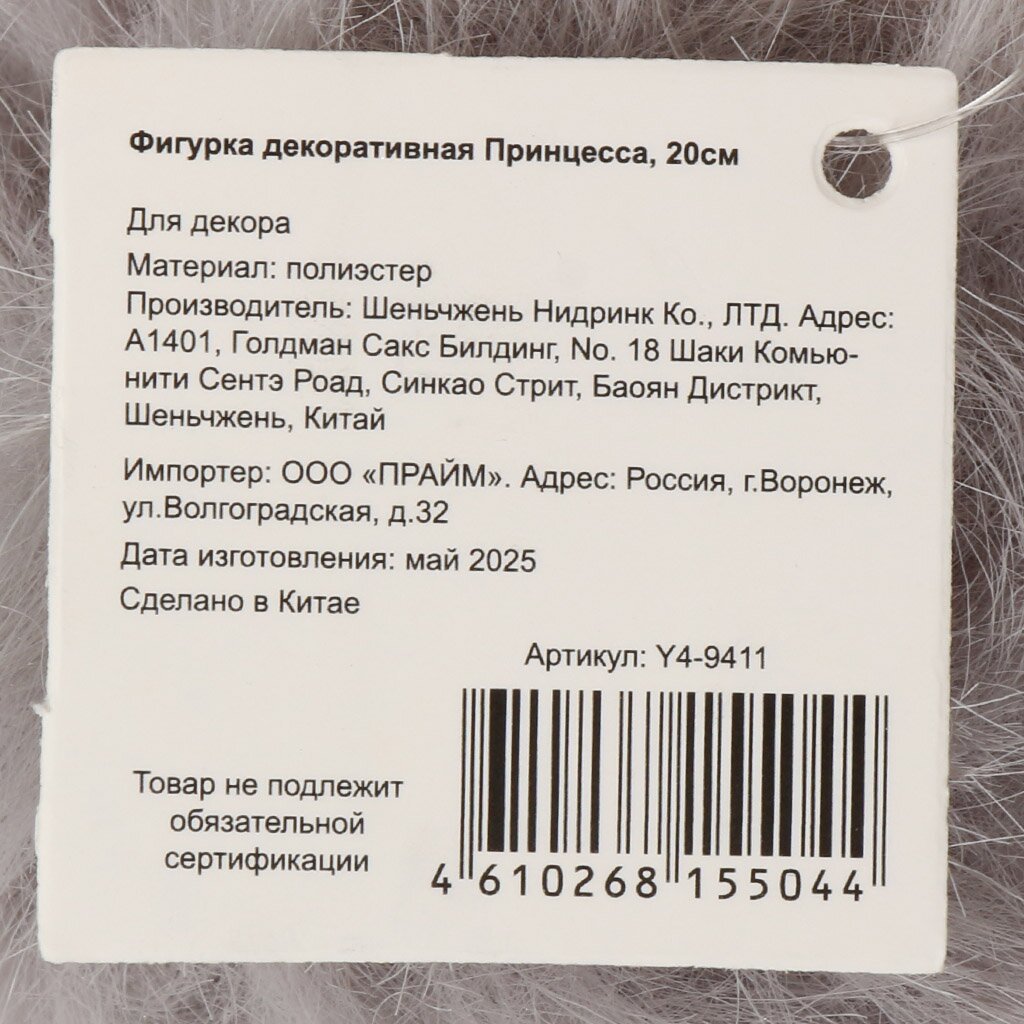 Фигурка декоративная Принцесса, 20см
Для декора
Материал: полиэстер
Производитель: Шеньчжень Нидринк Ко., ЛТД. Адрес:
А1401, Голдман Сакс Билдинг, No. 18 Шаки Комью-
нити Сентэ Роад, Синкао Стрит, Баоян Дистрикт,
Шеньчжень, Китай
Импортер: ООО «ПРАЙМ». Адрес: Россия, г.Воронеж,
ул.Волгоградская, д.32
Дата изготовления: май 2025
Сделано в Китае
Артикул: Y4-9411
Товар не подлежит
обязательной
сертификации
4 610268 155044